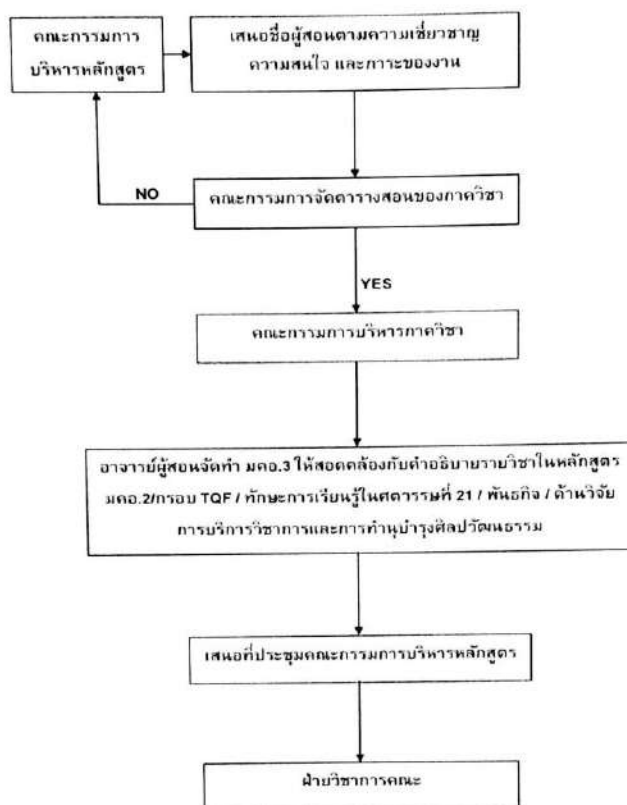 คณะกรรมการ
บริหารหลักสูตร
เสนอชื่อผู้สอนตามความเชี่ยวชาญ
ความสนใจ และภาระของงาน
NO
คณะกรรมการจัดตารางสอนของภาควิชา
YES
คณะกรรมการบริหารภาควิชา
อาจารย์ผู้สอนจัดทำ มคอ.3 ให้สอดคล้องกับคำอธิบายรายวิชาในหลักสูตร
มคอ.2/กรอบ TQF / ทักษะการเรียนรู้ในศตวรรษที่ 21 / พันธกิจ / ด้านวิจัย
การบริการวิชาการและการทำนุบำรุงศิลปวัฒนธรรม
เสนอที่ประชุมคณะกรรมการบริหารหลักสูตร
ฝ่ายวิชาการคณะ